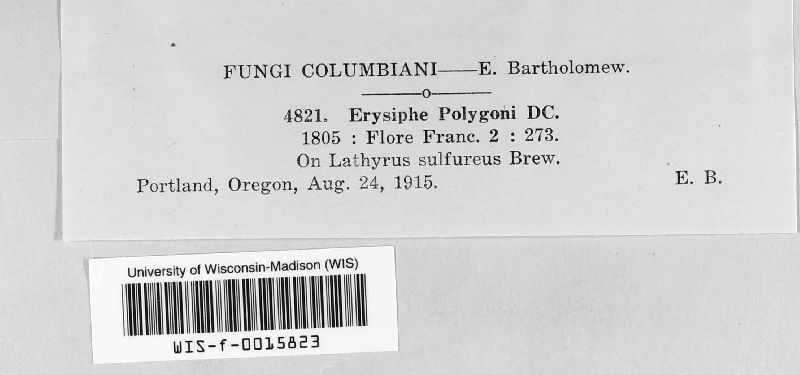 FUNGI COLUMBIANI——E. Bartholomew.
———o———
4821. Erysiphe Polygoni DC.
1805 : Flore Franc. 2 : 273.
On Lathyrus sulfureus Brew.
Portland, Oregon, Aug. 24, 1915. E. B.
University of Wisconsin-Madison (WIS)
WIS-f-0015823